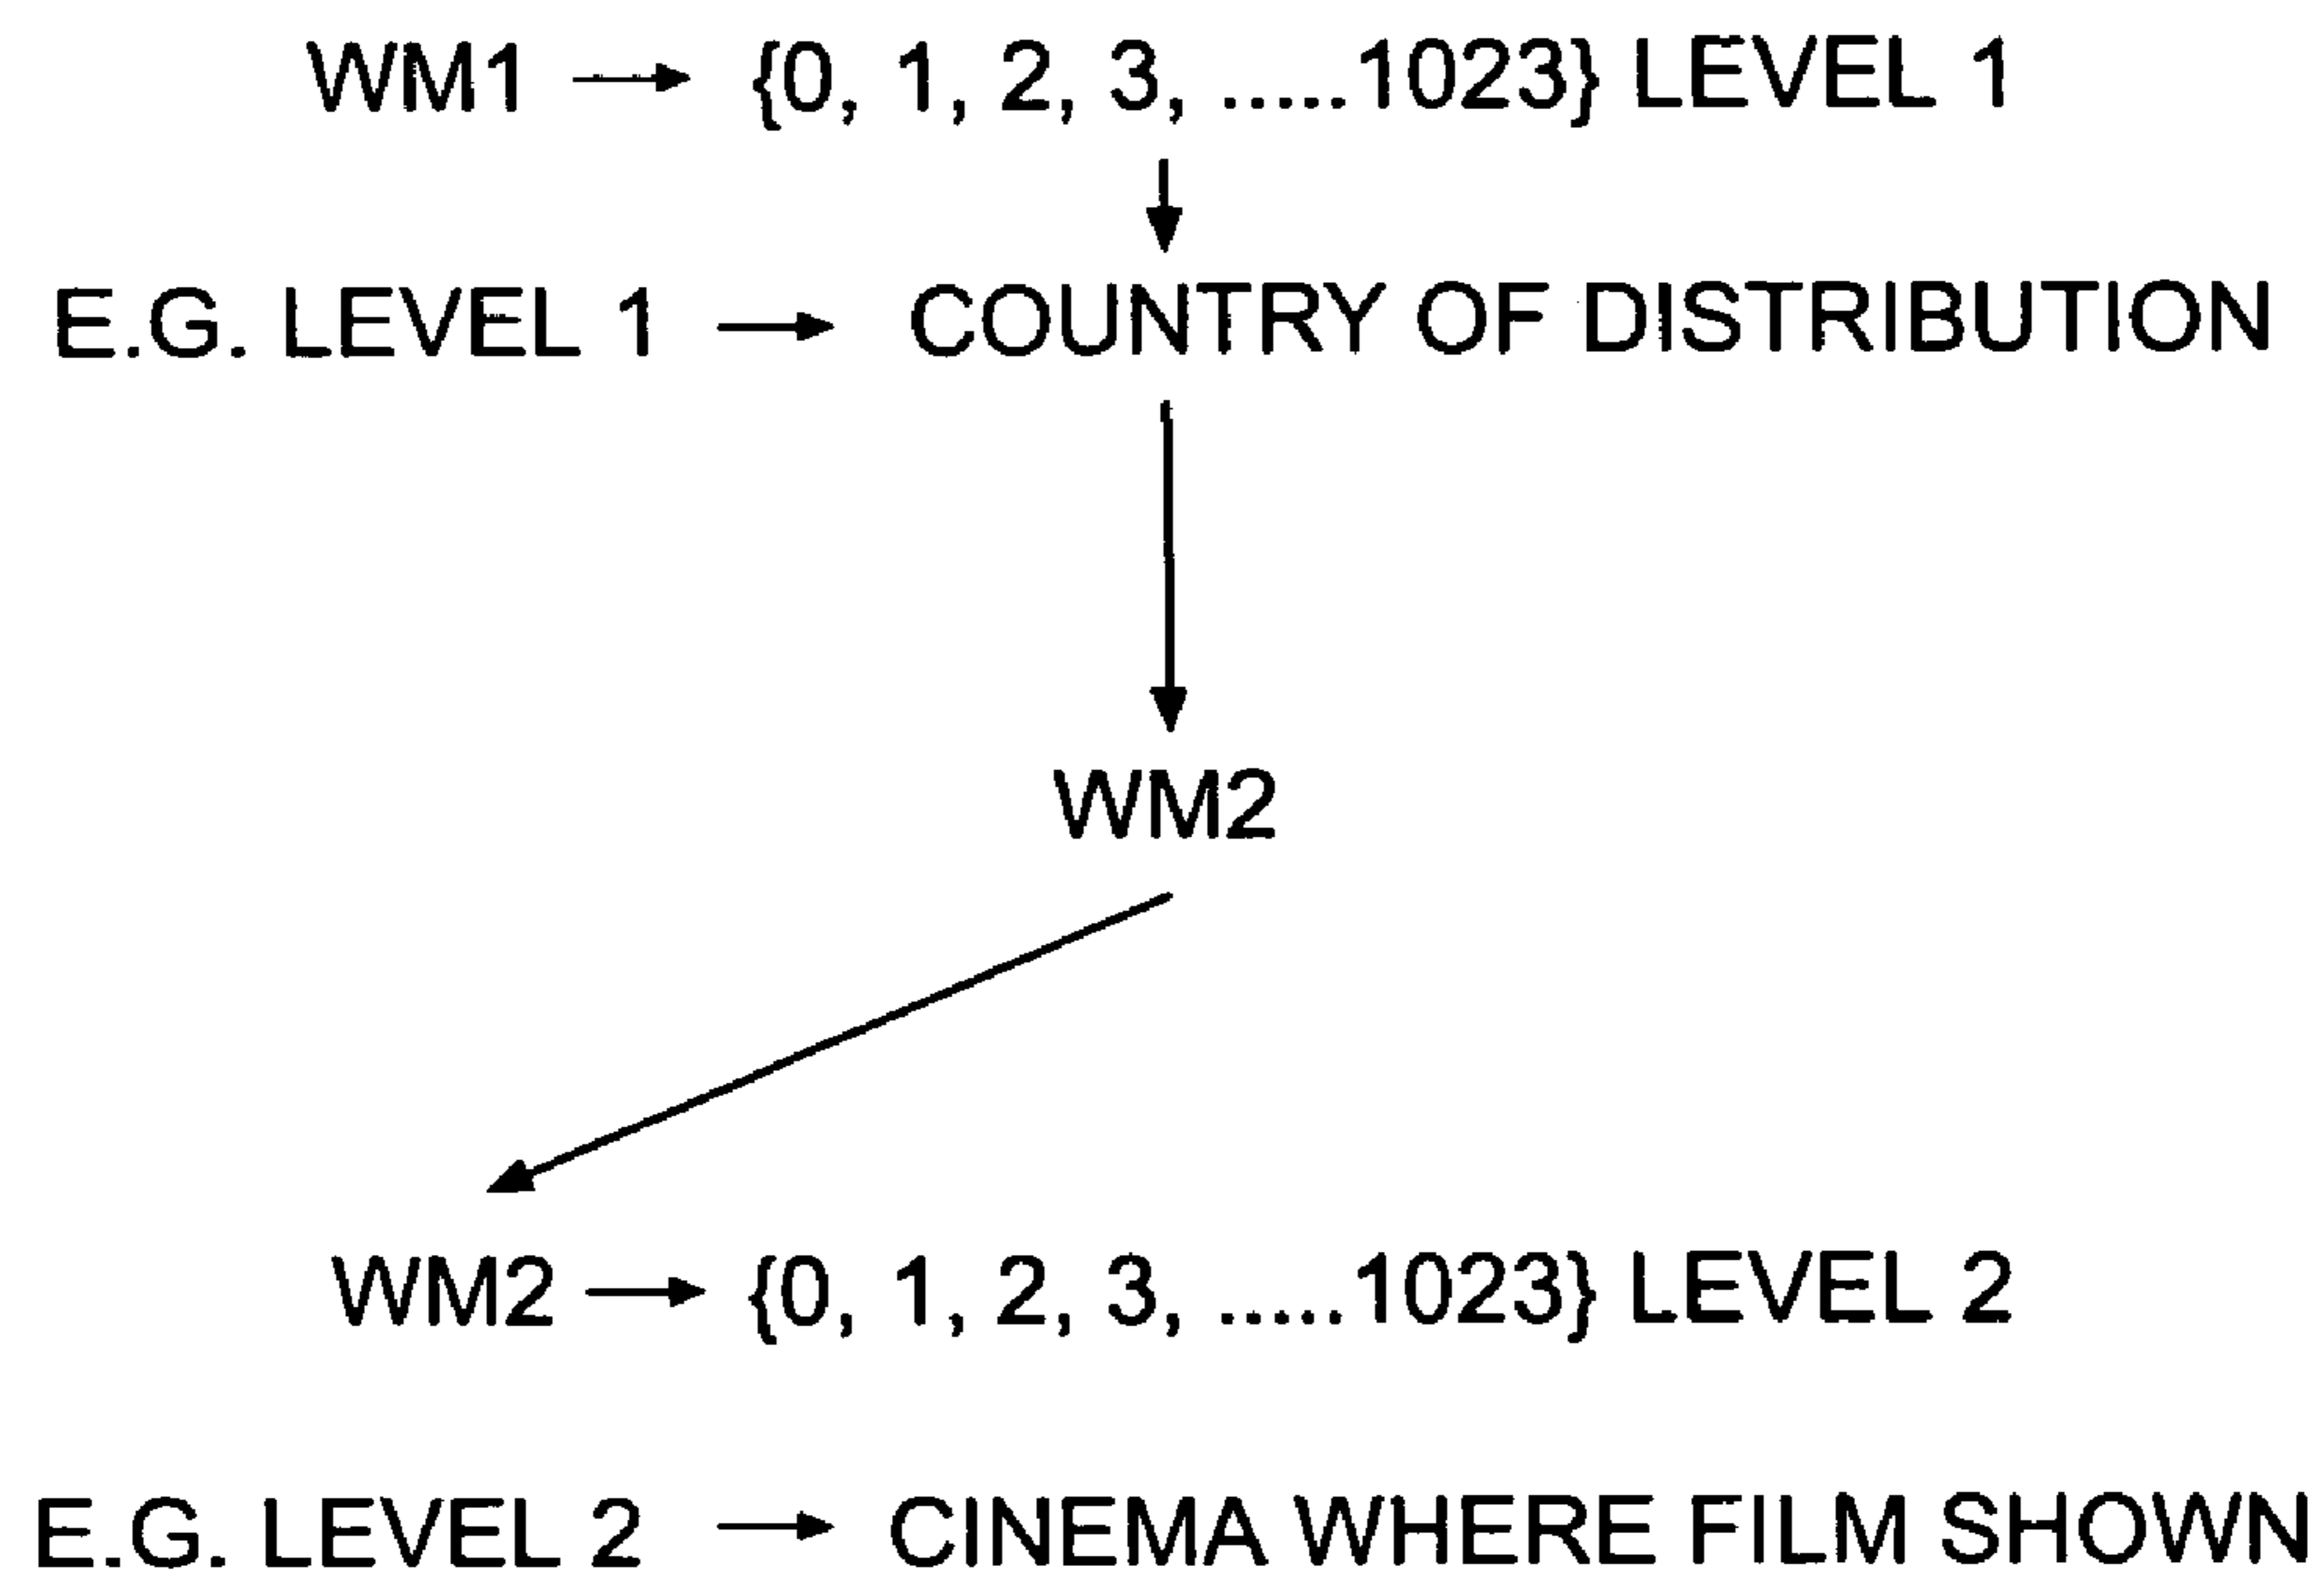 WM1 → {0, 1, 2, 3, .....1023} LEVEL 1
E.G. LEVEL 1 → COUNTRY OF DISTRIBUTION
WM2
WM2 → {0, 1, 2, 3, .....1023} LEVEL 2
E.G. LEVEL 2 → CINEMA WHERE FILM SHOWN